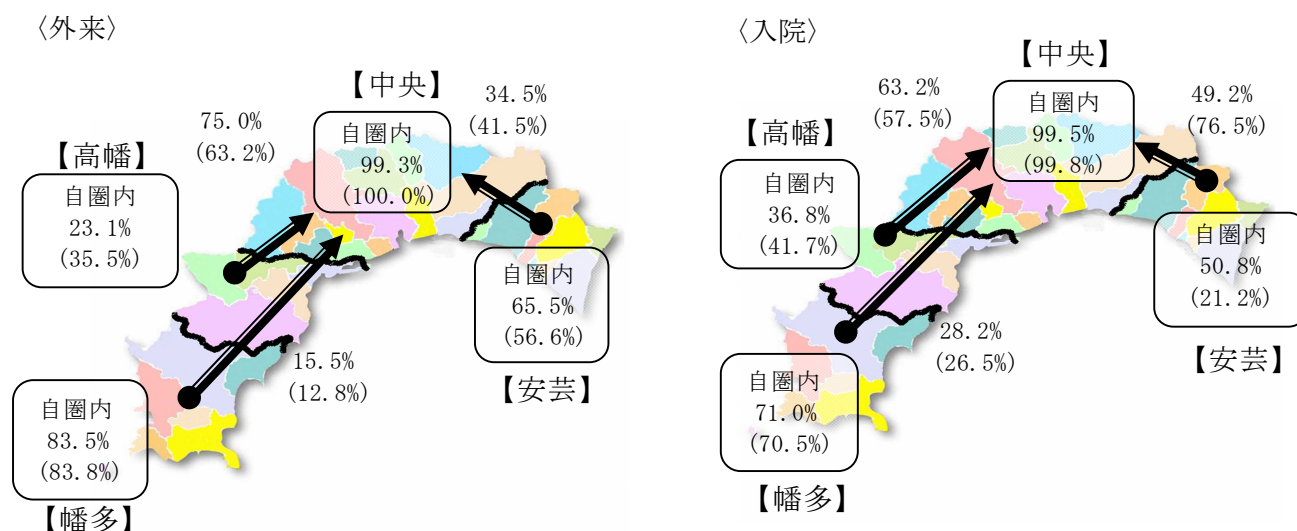 〈外来〉
【中央】
自圏内
99.3%
(100.0%)
34.5%
(41.5%)
75.0%
(63.2%)
【高幡】
自圏内
23.1%
(35.5%)
自圏内
65.5%
(56.6%)
【安芸】
15.5%
(12.8%)
自圏内
83.5%
(83.8%)
【幡多】
〈入院〉
【中央】
自圏内
99.5%
(99.8%)
49.2%
(76.5%)
63.2%
(57.5%)
【高幡】
自圏内
36.8%
(41.7%)
自圏内
50.8%
(21.2%)
【安芸】
28.2%
(26.5%)
自圏内
71.0%
(70.5%)
【幡多】